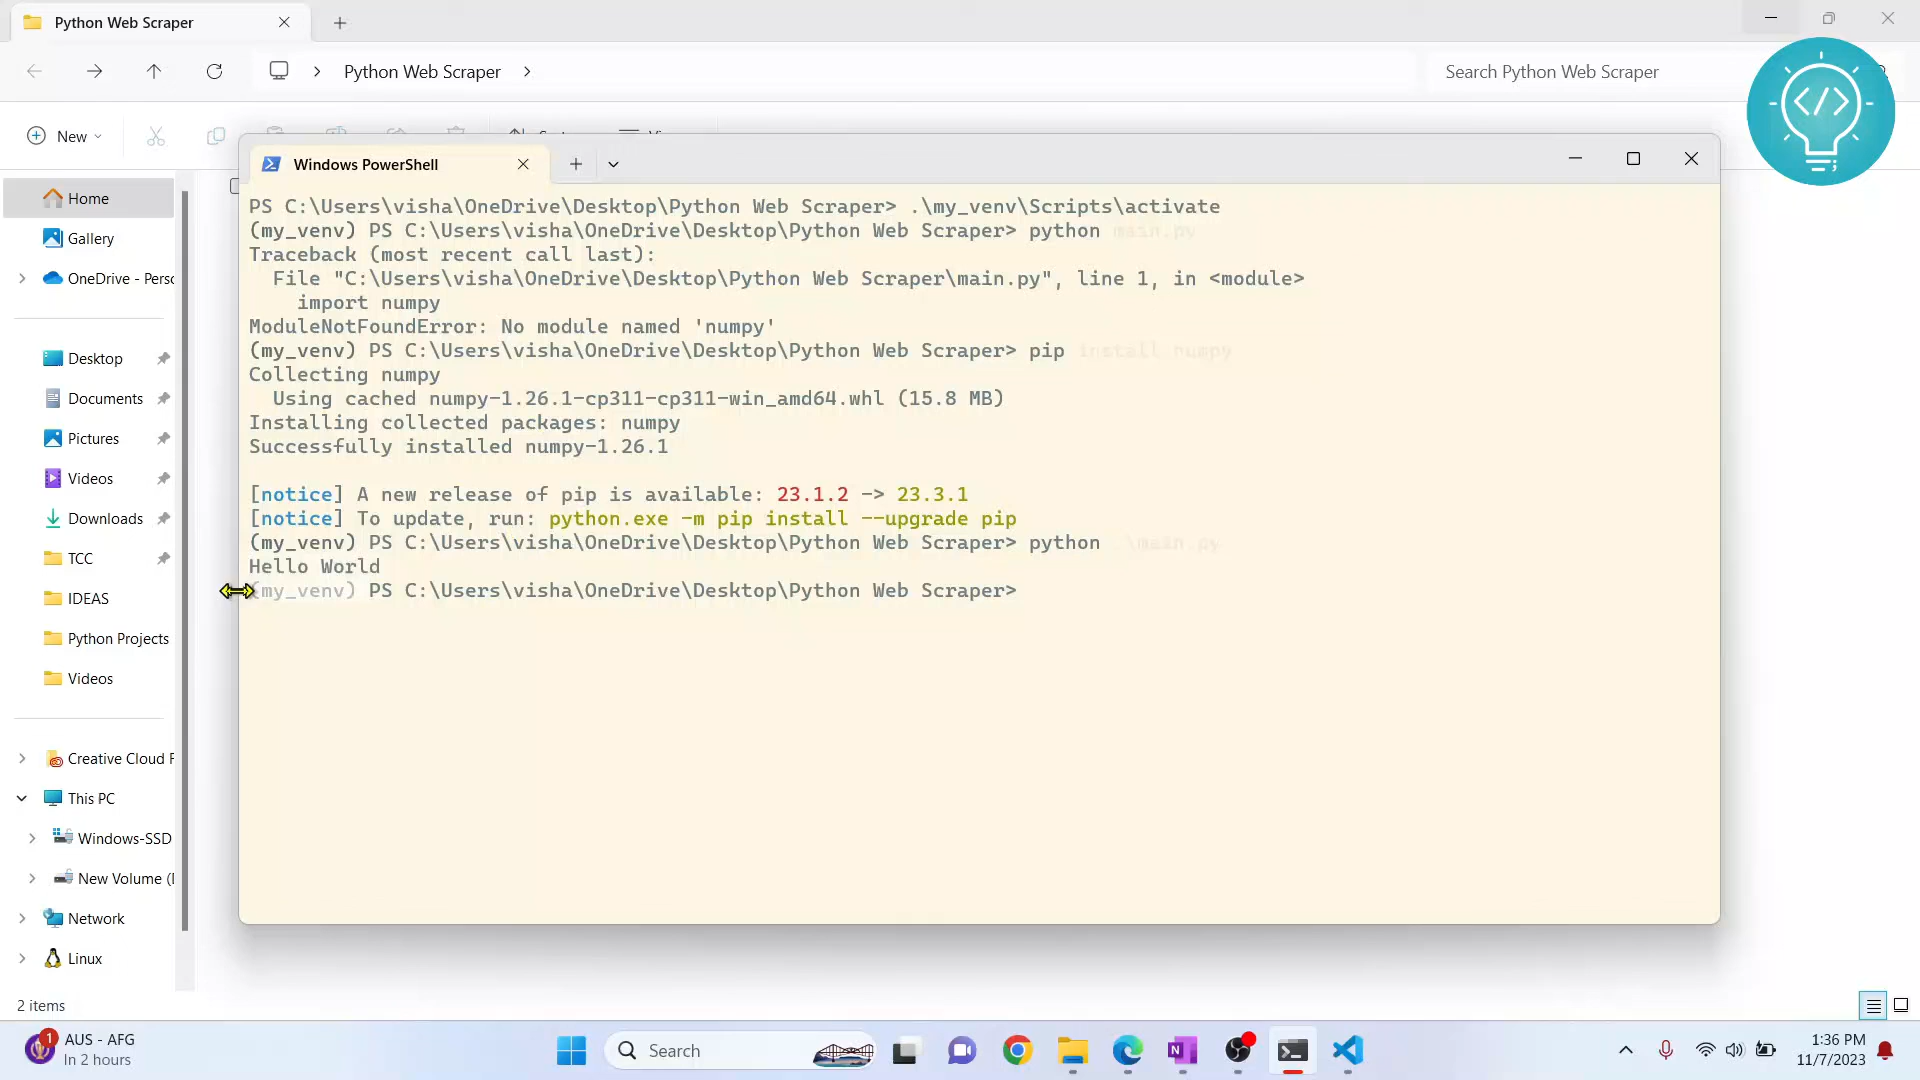 Python Web Scraper
Python Web Scraper
Search Python Web Scraper
New
Windows PowerShell
Home
Gallery
OneDrive - Perso
Desktop
Documents
Pictures
Videos
Downloads
TCC
IDEAS
Python Projects
Videos
Creative Cloud F
This PC
Windows-SSD
New Volume (
Network
Linux
2 items
</>
PS C:\Users\visha\OneDrive\Desktop\Python Web Scraper> .\my_venv\Scripts\activate
(my_venv) PS C:\Users\visha\OneDrive\Desktop\Python Web Scraper> python main.py
Traceback (most recent call last):
File "C:\Users\visha\OneDrive\Desktop\Python Web Scraper\main.py", line 1, in <module>
import numpy
ModuleNotFoundError: No module named 'numpy'
(my_venv) PS C:\Users\visha\OneDrive\Desktop\Python Web Scraper> pip install numpy
Collecting numpy
Using cached numpy-1.26.1-cp311-cp311-win_amd64.whl (15.8 MB)
Installing collected packages: numpy
Successfully installed numpy-1.26.1
[notice] A new release of pip is available: 23.1.2 -> 23.3.1
[notice] To update, run: python.exe -m pip install --upgrade pip
(my_venv) PS C:\Users\visha\OneDrive\Desktop\Python Web Scraper> python .\main.py
Hello World
(my_venv) PS C:\Users\visha\OneDrive\Desktop\Python Web Scraper>
1
AUS - AFG
In 2 hours
Search
1:36 PM
11/7/2023